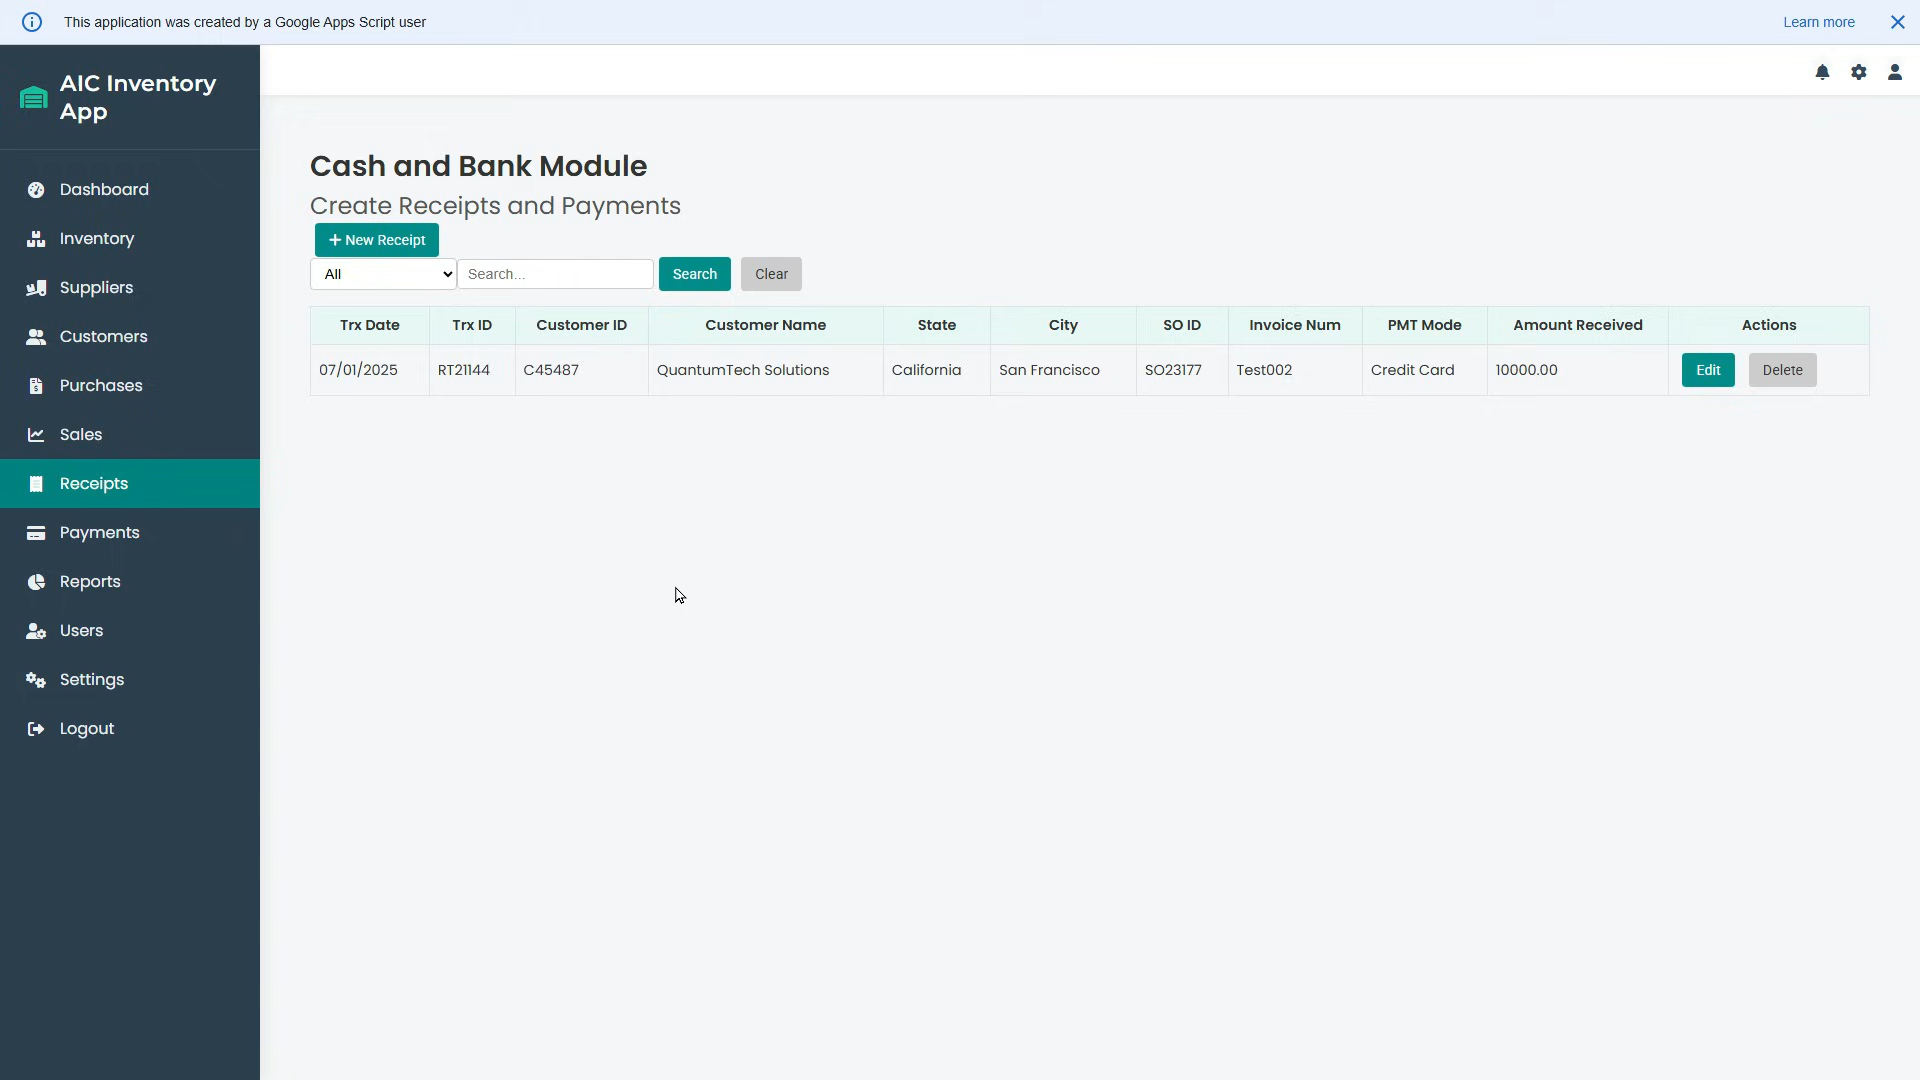 This application was created by a Google Apps Script user
Learn more
AIC Inventory
App
Dashboard
Inventory
Suppliers
Customers
Purchases
Sales
Receipts
Payments
Reports
Users
Settings
Logout
Cash and Bank Module
Create Receipts and Payments
New Receipt
All Search... Search Clear
Trx Date Trx ID Customer ID Customer Name State City SO ID Invoice Num PMT Mode Amount Received Actions
07/01/2025 RT21144 C45487 QuantumTech Solutions California San Francisco SO23177 Test002 Credit Card 10000.00 Edit Delete